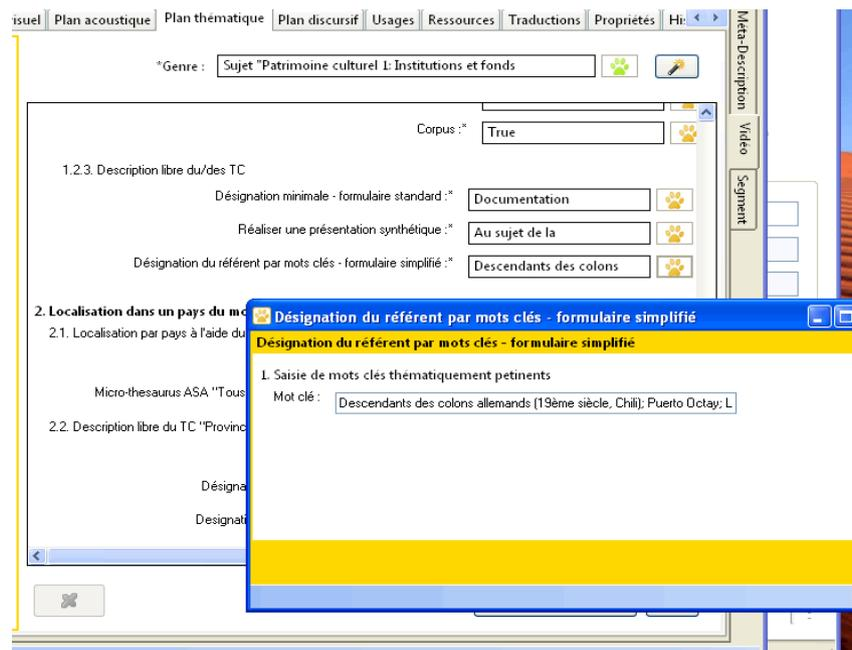 isuel Plan acoustique Plan thématique Plan discursif Usages Ressources Traductions Propriétés His
*Genre : Sujet "Patrimoine culturel 1: Institutions et fonds
Corpus :* True
1.2.3. Description libre du/des TC
Désignation minimale - formulaire standard :* Documentation
Réaliser une présentation synthétique :* Au sujet de la
Désignation du référent par mots clés - formulaire simplifié :* Descendants des colons
2. Localisation dans un pays du mo
2.1. Localisation par pays à l'aide du
Micro-thesaurus ASA "Tous
2.2. Description libre du TC "Provinc
Désigna
Designati
Méta-Description
Vidéo
Segment
Désignation du référent par mots clés - formulaire simplifié
Désignation du référent par mots clés - formulaire simplifié
1. Saisie de mots clés thématiquement petinents
Mot clé : Descendants des colons allemands (19ème siècle, Chili); Puerto Octay; L